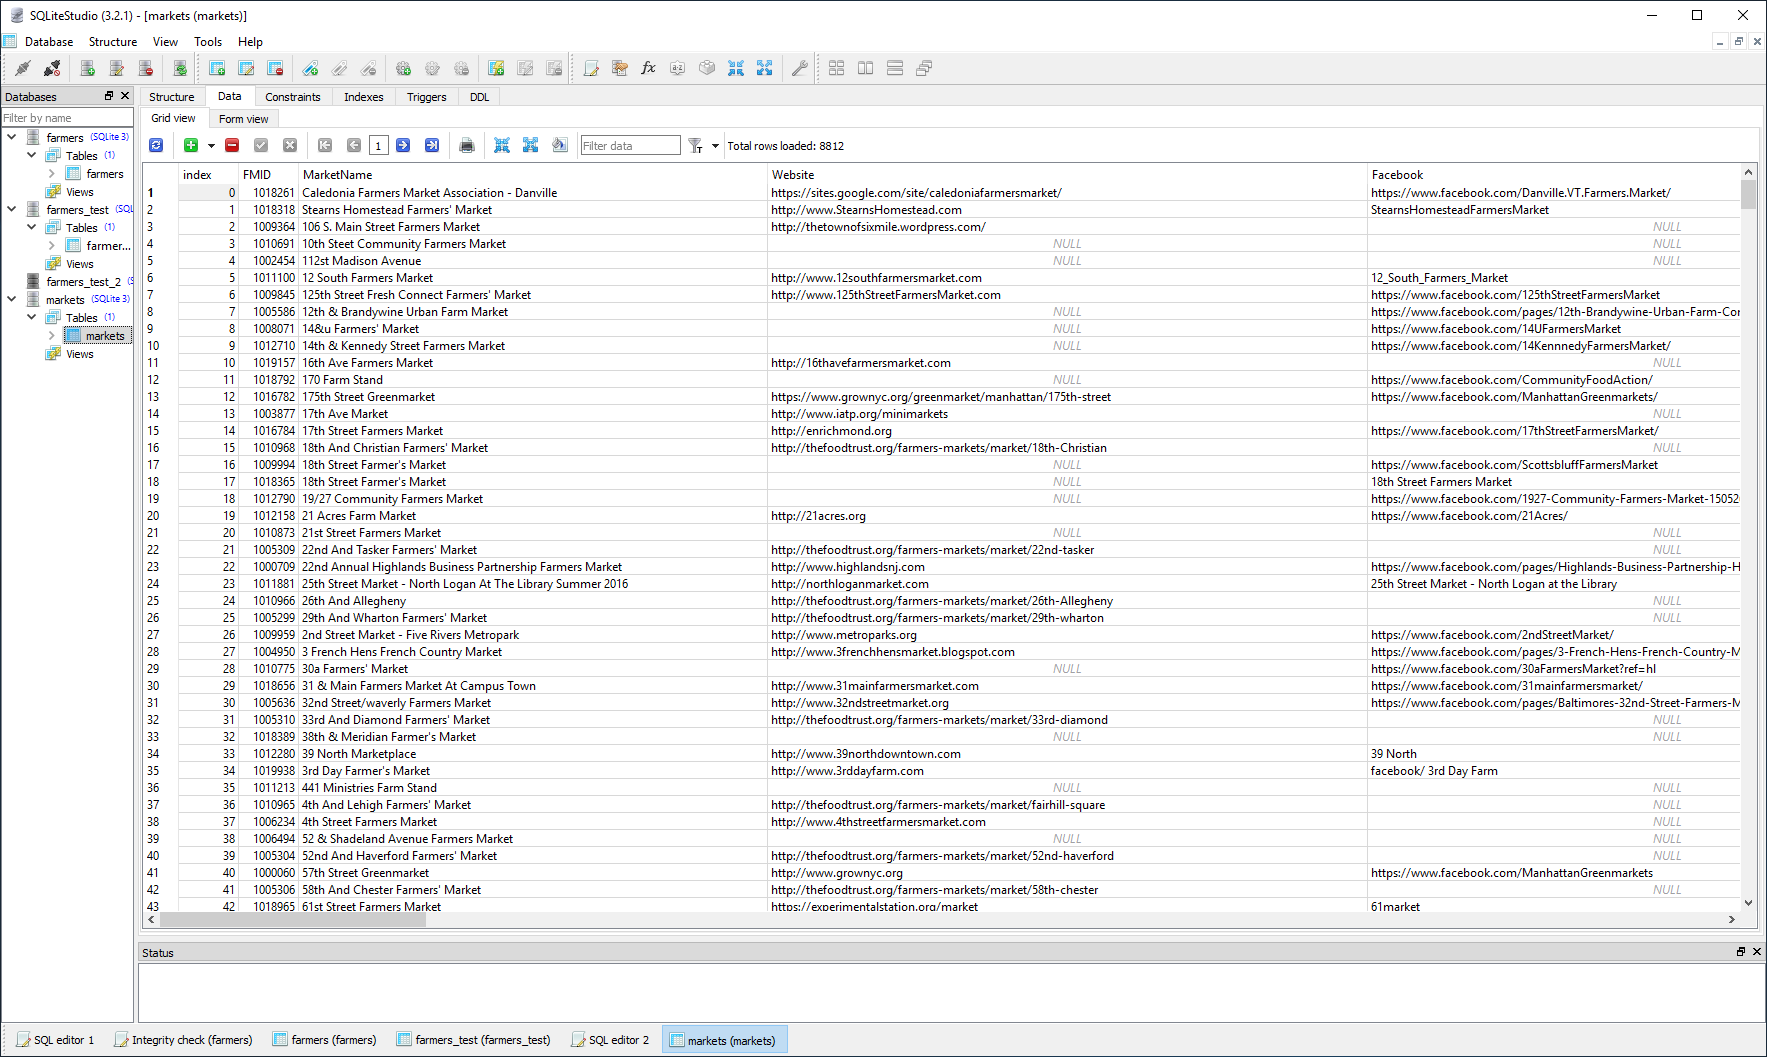 SQLiteStudio (3.2.1) - [markets (markets)]
Database Structure View Tools Help
Databases
Filter by name
farmers (SQLite 3)
Tables (1)
farmers
Views
farmers_test (SQL
Tables (1)
farmer...
Views
farmers_test_2 (S
markets (SQLite 3)
Tables (1)
markets
Views
Structure Data Constraints Indexes Triggers DDL
Grid view Form view
1 Filter data Total rows loaded: 8812
index FMID MarketName Website Facebook
1 0 1018261 Caledonia Farmers Market Association - Danville https://sites.google.com/site/caledoniafarmersmarket/ https://www.facebook.com/Danville.VT.Farmers.Market/
2 1 1018318 Stearns Homestead Farmers' Market http://www.StearnsHomestead.com StearnsHomesteadFarmersMarket
3 2 1009364 106 S. Main Street Farmers Market http://thetownofsixmile.wordpress.com/ NULL
4 3 1010691 10th Steet Community Farmers Market NULL NULL
5 4 1002454 112st Madison Avenue NULL NULL
6 5 1011100 12 South Farmers Market http://www.12southfarmersmarket.com 12_South_Farmers_Market
7 6 1009845 125th Street Fresh Connect Farmers' Market http://www.125thStreetFarmersMarket.com https://www.facebook.com/125thStreetFarmersMarket
8 7 1005586 12th & Brandywine Urban Farm Market NULL https://www.facebook.com/pages/12th-Brandywine-Urban-Farm-Cor
9 8 1008071 14&u Farmers' Market NULL https://www.facebook.com/14UFarmersMarket
10 9 1012710 14th & Kennedy Street Farmers Market NULL https://www.facebook.com/14KennnedyFarmersMarket/
11 10 1019157 16th Ave Farmers Market http://16thavefarmersmarket.com NULL
12 11 1018792 170 Farm Stand NULL https://www.facebook.com/CommunityFoodAction/
13 12 1016782 175th Street Greenmarket https://www.grownyc.org/greenmarket/manhattan/175th-street https://www.facebook.com/ManhattanGreenmarkets/
14 13 1003877 17th Ave Market http://www.iatp.org/minimarkets NULL
15 14 1016784 17th Street Farmers Market http://enrichmond.org https://www.facebook.com/17thStreetFarmersMarket/
16 15 1010968 18th And Christian Farmers' Market http://thefoodtrust.org/farmers-markets/market/18th-Christian NULL
17 16 1009994 18th Street Farmer's Market NULL https://www.facebook.com/ScottsbluffFarmersMarket
18 17 1018365 18th Street Farmer's Market NULL 18th Street Farmers Market
19 18 1012790 19/27 Community Farmers Market NULL https://www.facebook.com/1927-Community-Farmers-Market-15052
20 19 1012158 21 Acres Farm Market http://21acres.org https://www.facebook.com/21Acres/
21 20 1010873 21st Street Farmers Market NULL NULL
22 21 1005309 22nd And Tasker Farmers' Market http://thefoodtrust.org/farmers-markets/market/22nd-tasker NULL
23 22 1000709 22nd Annual Highlands Business Partnership Farmers Market http://www.highlandsnj.com https://www.facebook.com/pages/Highlands-Business-Partnership-H
24 23 1011881 25th Street Market - North Logan At The Library Summer 2016 http://northloganmarket.com 25th Street Market - North Logan at the Library
25 24 1010966 26th And Allegheny http://thefoodtrust.org/farmers-markets/market/26th-Allegheny NULL
26 25 1005299 29th And Wharton Farmers' Market http://thefoodtrust.org/farmers-markets/market/29th-wharton NULL
27 26 1009959 2nd Street Market - Five Rivers Metropark http://www.metroparks.org https://www.facebook.com/2ndStreetMarket/
28 27 1004950 3 French Hens French Country Market http://www.3frenchhensmarket.blogspot.com https://www.facebook.com/pages/3-French-Hens-French-Country-M
29 28 1010775 30a Farmers' Market NULL https://www.facebook.com/30aFarmersMarket?ref=hl
30 29 1018656 31 & Main Farmers Market At Campus Town http://www.31mainfarmersmarket.com https://www.facebook.com/31mainfarmersmarket/
31 30 1005636 32nd Street/waverly Farmers Market http://www.32ndstreetmarket.org https://www.facebook.com/pages/Baltimores-32nd-Street-Farmers-M
32 31 1005310 33rd And Diamond Farmers' Market http://thefoodtrust.org/farmers-markets/market/33rd-diamond NULL
33 32 1018389 38th & Meridian Farmer's Market NULL NULL
34 33 1012280 39 North Marketplace http://www.39northdowntown.com 39 North
35 34 1019938 3rd Day Farmer's Market http://www.3rddayfarm.com facebook/ 3rd Day Farm
36 35 1011213 441 Ministries Farm Stand NULL NULL
37 36 1010965 4th And Lehigh Farmers' Market http://thefoodtrust.org/farmers-markets/market/fairhill-square NULL
38 37 1006234 4th Street Farmers Market http://www.4thstreetfarmersmarket.com NULL
39 38 1006494 52 & Shadeland Avenue Farmers Market NULL NULL
40 39 1005304 52nd And Haverford Farmers' Market http://thefoodtrust.org/farmers-markets/market/52nd-haverford NULL
41 40 1000060 57th Street Greenmarket http://www.grownyc.org https://www.facebook.com/ManhattanGreenmarkets
42 41 1005306 58th And Chester Farmers' Market http://thefoodtrust.org/farmers-markets/market/58th-chester NULL
43 42 1018965 61st Street Farmers Market https://experimentalstation.org/market 61market
Status
SQL editor 1 Integrity check (farmers) farmers (farmers) farmers_test (farmers_test) SQL editor 2 markets (markets)